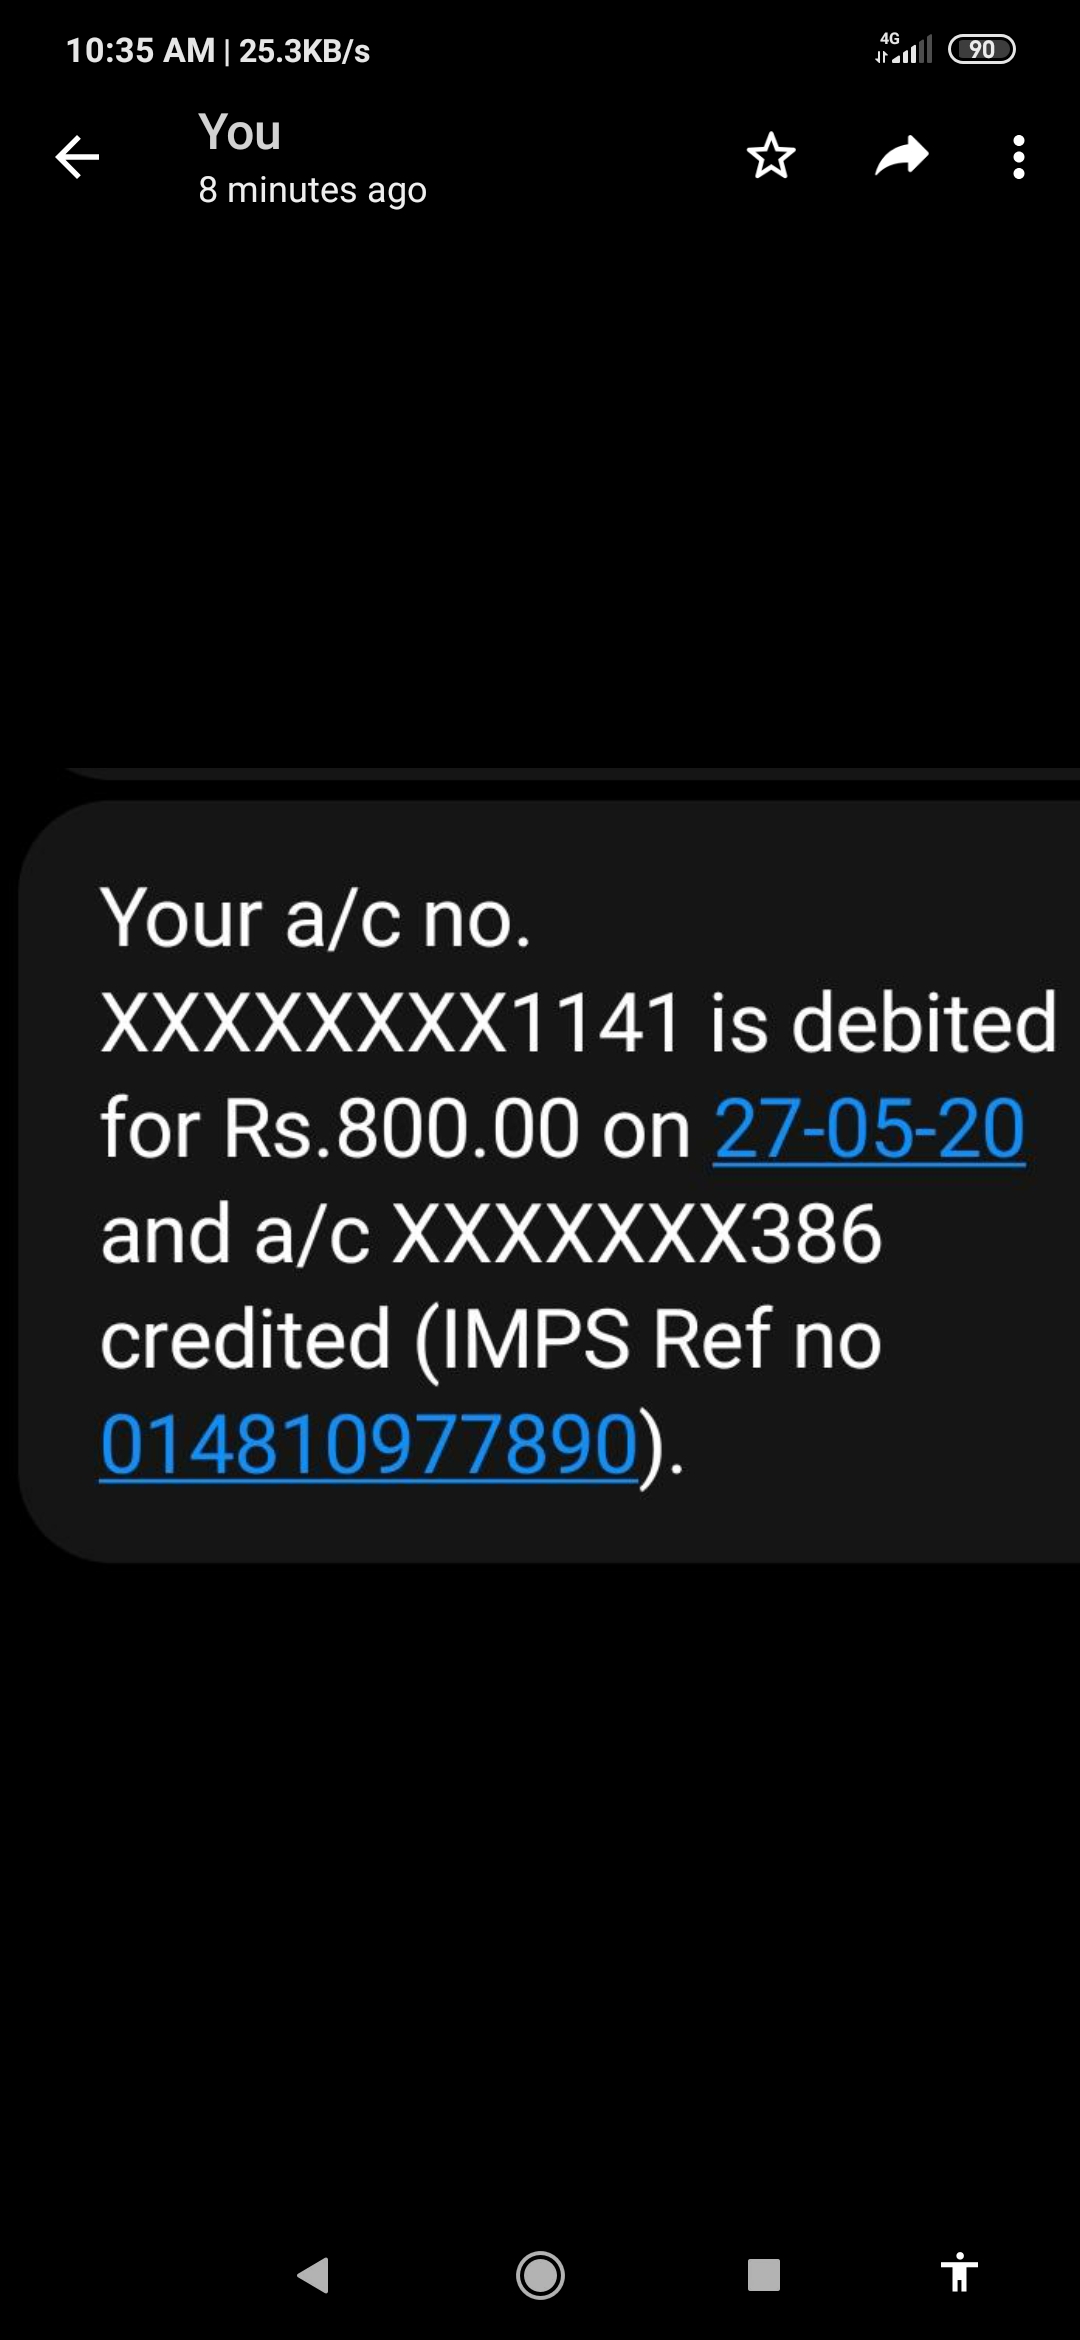 10:35 AM | 25.3KB/s
4G
90
You
8 minutes ago
Your a/c no.
XXXXXXXX1141 is debited
for Rs.800.00 on 27-05-20
and a/c XXXXXXX386
credited (IMPS Ref no
014810977890).